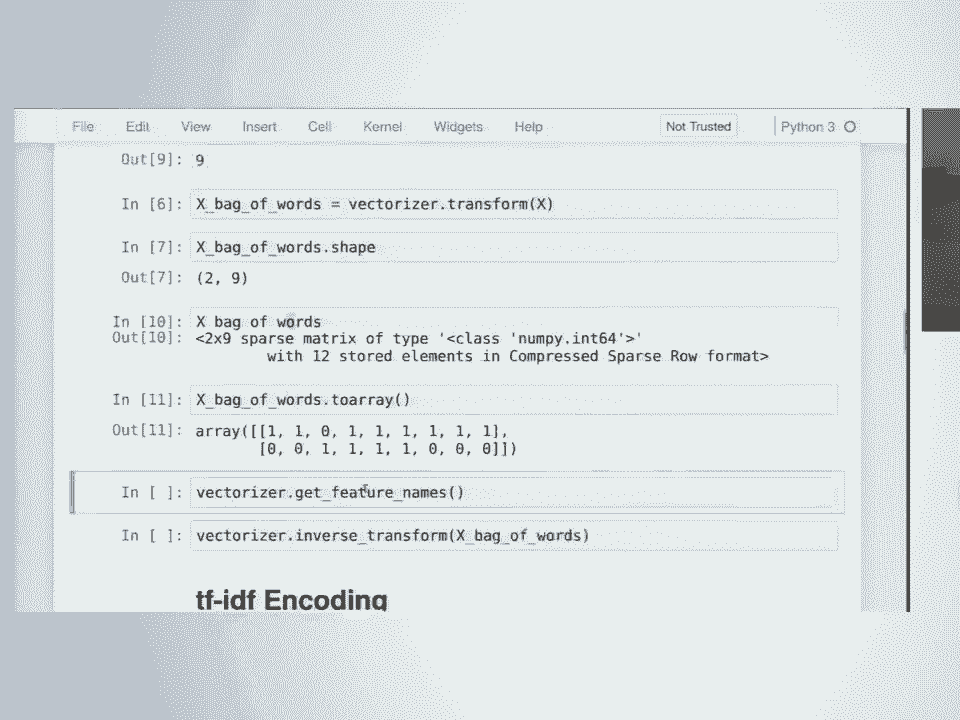 File Edit View Insert Cell Kernel Widgets Help Not Trusted Python 3
Out[9]: 9
In [6]: X_bag_of_words = vectorizer.transform(X)
In [7]: X_bag_of_words.shape
Out[7]: (2, 9)
In [10]: X bag of words
Out[10]: <2x9 sparse matrix of type '<class 'numpy.int64'>'
with 12 stored elements in Compressed Sparse Row format>
In [11]: X_bag_of_words.toarray()
Out[11]: array([[1, 1, 0, 1, 1, 1, 1, 1, 1],
[0, 0, 1, 1, 1, 1, 0, 0, 0]])
In [ ]: vectorizer.get_feature_names()
In [ ]: vectorizer.inverse_transform(X_bag_of_words)
tf-idf Encoding